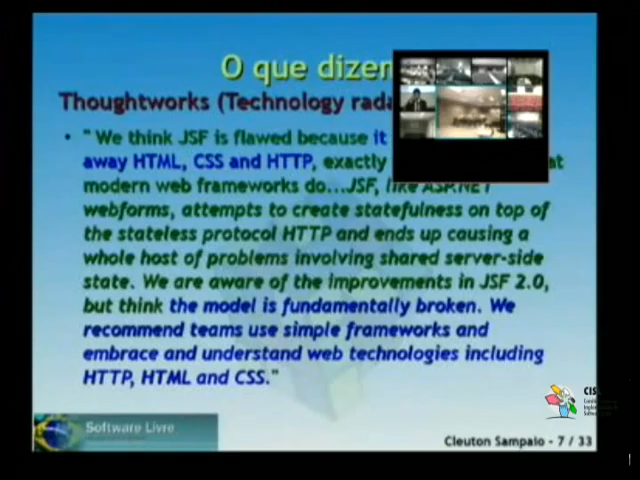 O que dizem
Thoughtworks (Technology rada
• " We think JSF is flawed because it
away HTML, CSS and HTTP, exactly at
modern web frameworks do...JSF, like ASP.NET
webforms, attempts to create statefulness on top of
the stateless protocol HTTP and ends up causing a
whole host of problems involving shared server-side
state. We are aware of the improvements in JSF 2.0,
but think the model is fundamentally broken. We
recommend teams use simple frameworks and
embrace and understand web technologies including
HTTP, HTML and CSS."
CIS
Software Livre
Cleuton Sampaio - 7 / 33